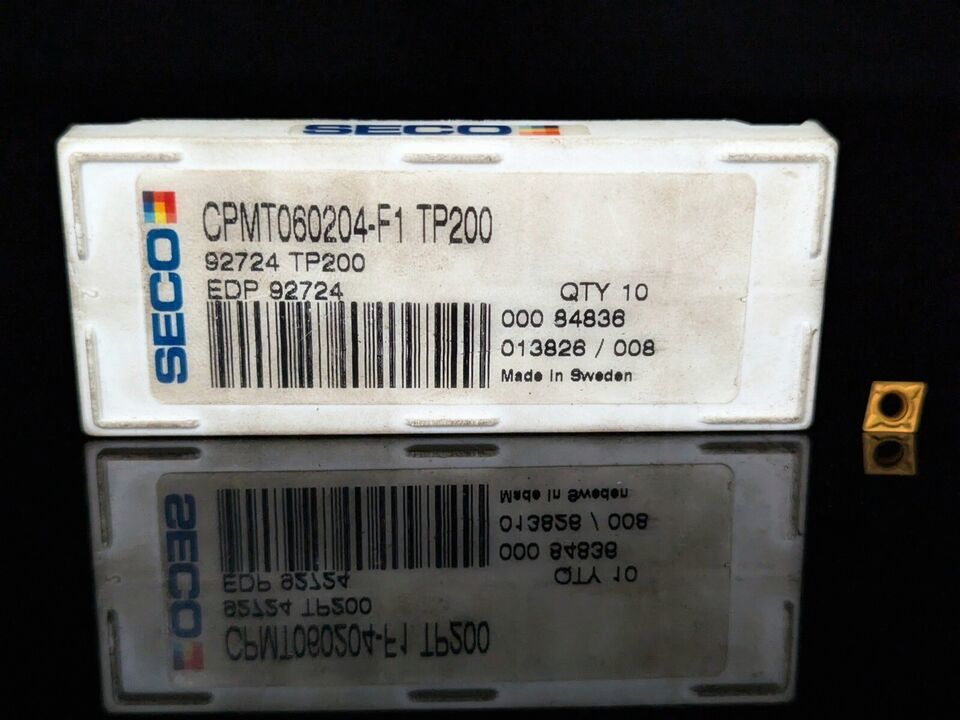 SECO
SECO
CPMT060204-F1 TP200
92724 TP200
EDP 92724
QTY 10
000 84836
013826 / 008
Made In Sweden